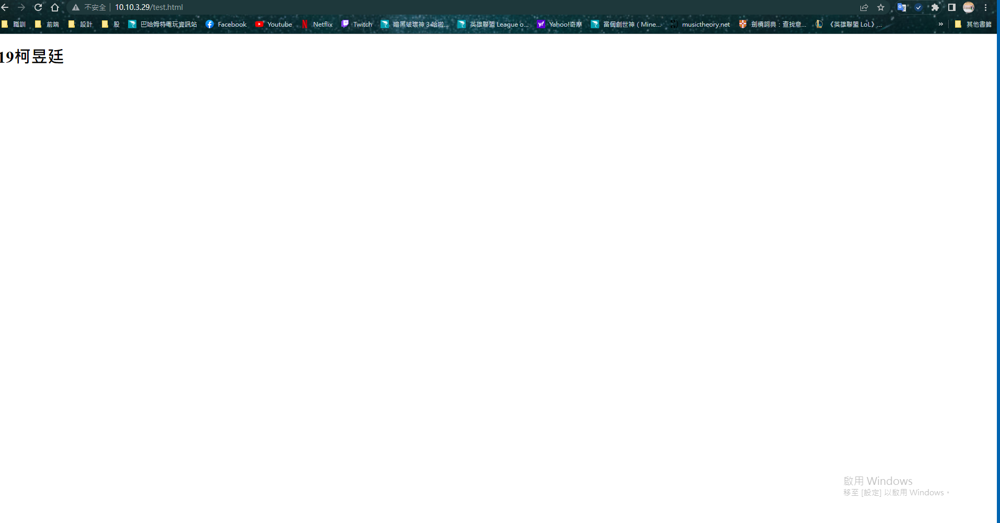 不安全 10.10.3.29/test.html
職訓 前端 設計 股 巴哈姆特電玩資訊站 Facebook Youtube Netflix Twitch 暗黑破壞神 3 哈啦... 英雄聯盟 League o... Yahoo!奇摩 當個創世神（Mine... musictheory.net 劍橋詞典：查找意... 《英雄聯盟 LoL》... » 其他書籤
19柯昱廷
啟用 Windows
移至 [設定] 以啟用 Windows。